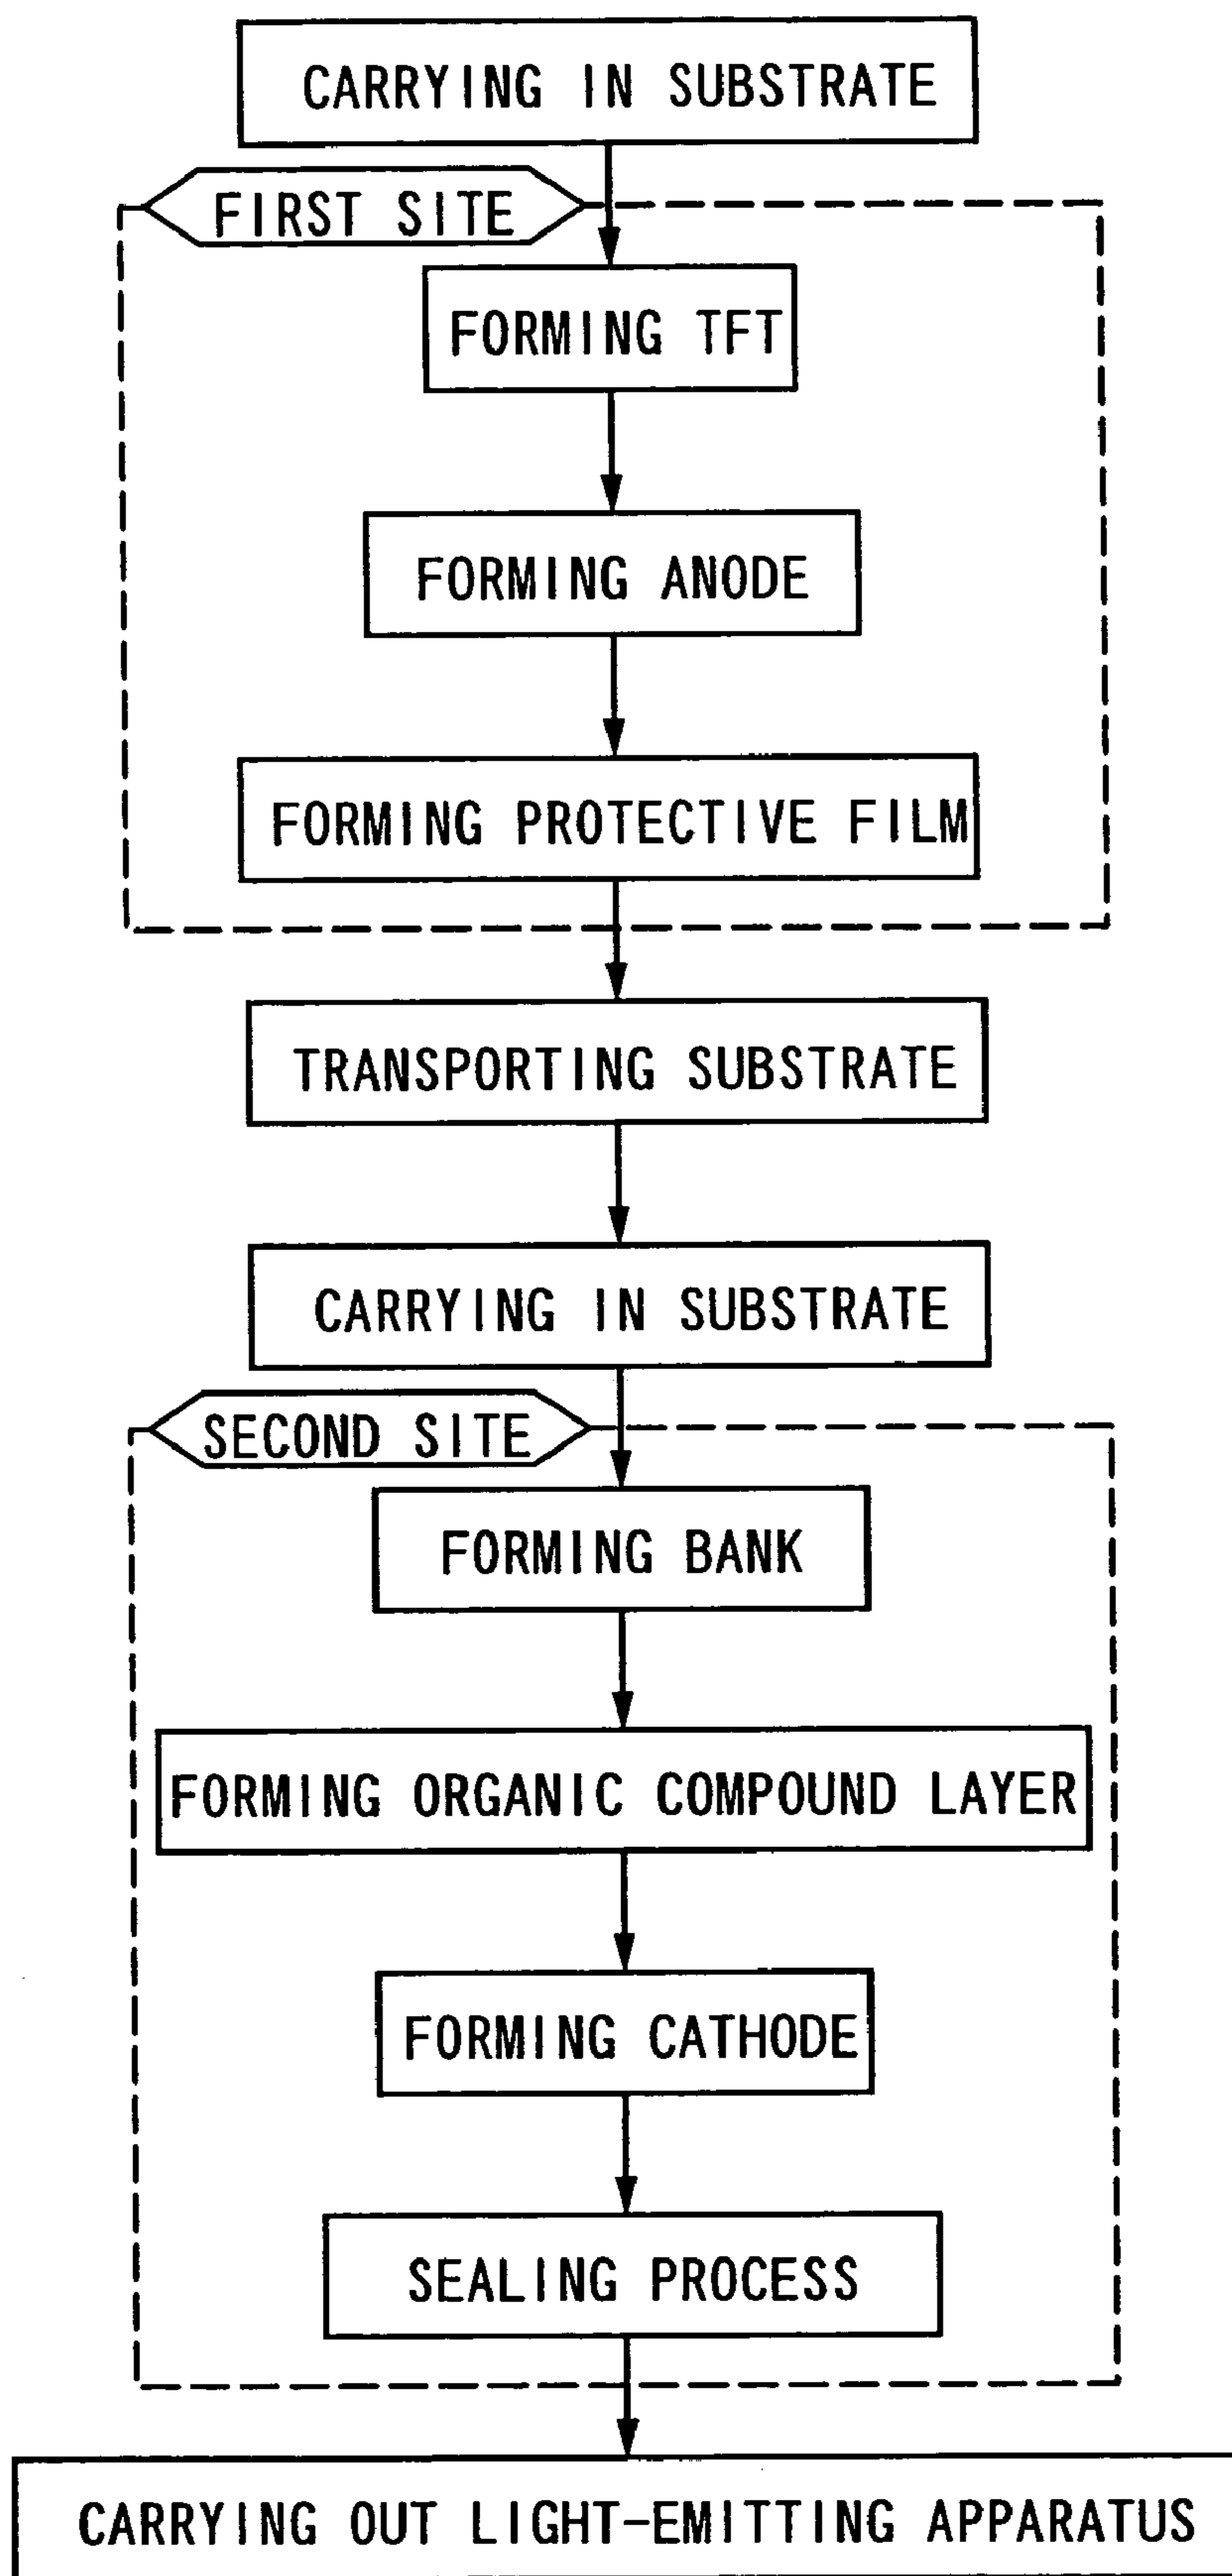 CARRYING IN SUBSTRATE
FIRST SITE
FORMING TFT
FORMING ANODE
FORMING PROTECTIVE FILM
TRANSPORTING SUBSTRATE
CARRYING IN SUBSTRATE
SECOND SITE
FORMING BANK
FORMING ORGANIC COMPOUND LAYER
FORMING CATHODE
SEALING PROCESS
CARRYING OUT LIGHT-EMITTING APPARATUS